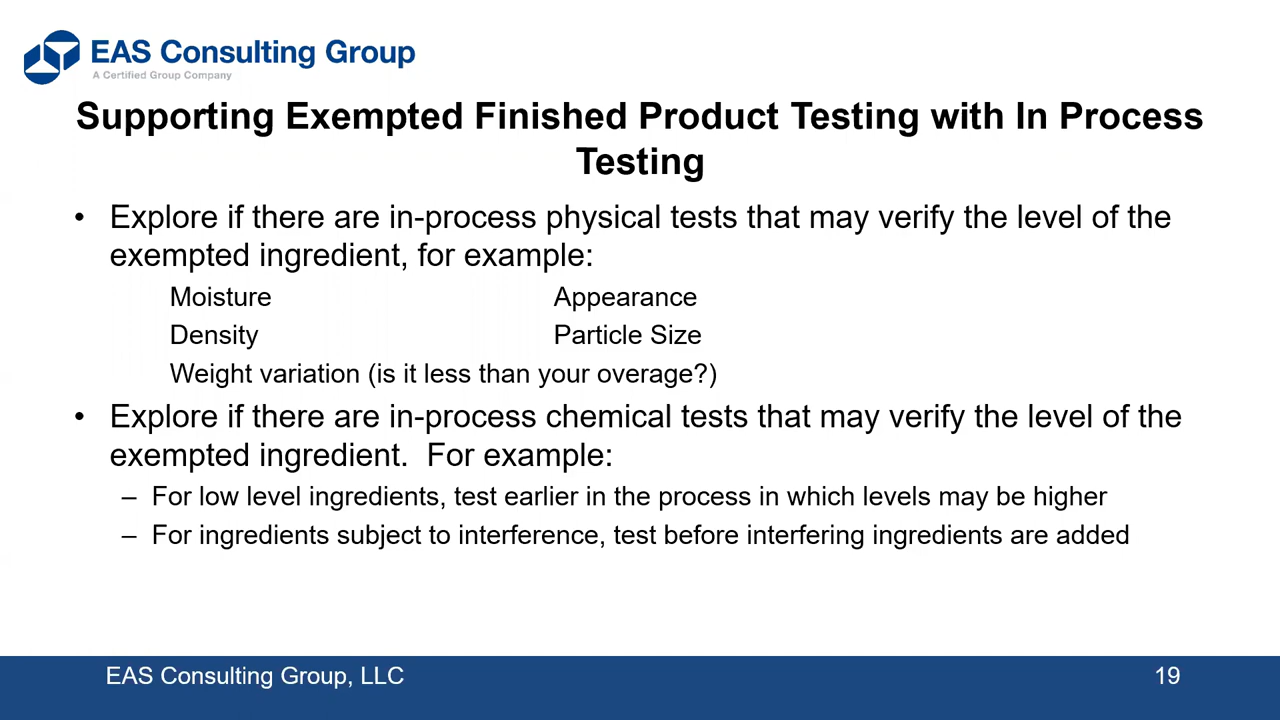 EAS Consulting Group
A Certified Group Company
Supporting Exempted Finished Product Testing with In Process
Testing
• Explore if there are in-process physical tests that may verify the level of the
exempted ingredient, for example:
Moisture Appearance
Density Particle Size
Weight variation (is it less than your overage?)
• Explore if there are in-process chemical tests that may verify the level of the
exempted ingredient.  For example:
– For low level ingredients, test earlier in the process in which levels may be higher
– For ingredients subject to interference, test before interfering ingredients are added
EAS Consulting Group, LLC 19